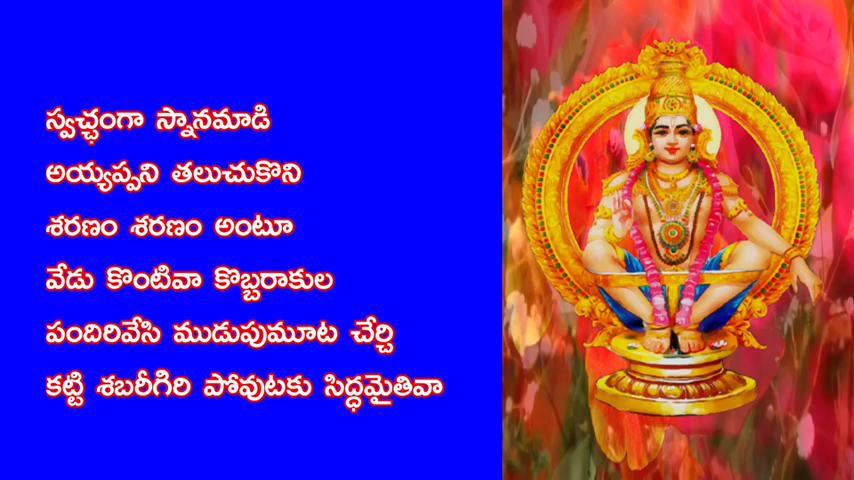 స్వచ్ఛంగా స్నానమాడి
అయ్యప్పని తలుచుకొని
శరణం శరణం అంటూ
వేడు కొంటివా కొబ్బరాకుల
పందిరివేసి ముడుపుమూట చేర్చి
కట్టి శబరీగిరి పోవుటకు సిద్ధమైతివా